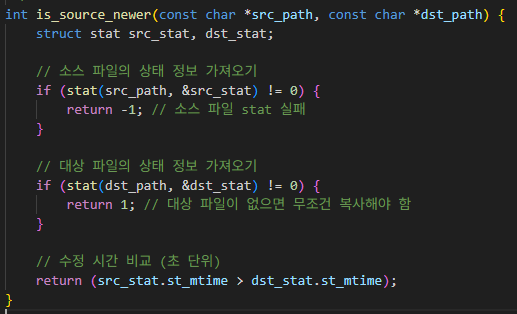 int is_source_newer(const char *src_path, const char *dst_path) {
    struct stat src_stat, dst_stat;

    // 소스 파일의 상태 정보 가져오기
    if (stat(src_path, &src_stat) != 0) {
        return -1; // 소스 파일 stat 실패
    }

    // 대상 파일의 상태 정보 가져오기
    if (stat(dst_path, &dst_stat) != 0) {
        return 1; // 대상 파일이 없으면 무조건 복사해야 함
    }

    // 수정 시간 비교 (초 단위)
    return (src_stat.st_mtime > dst_stat.st_mtime);
}